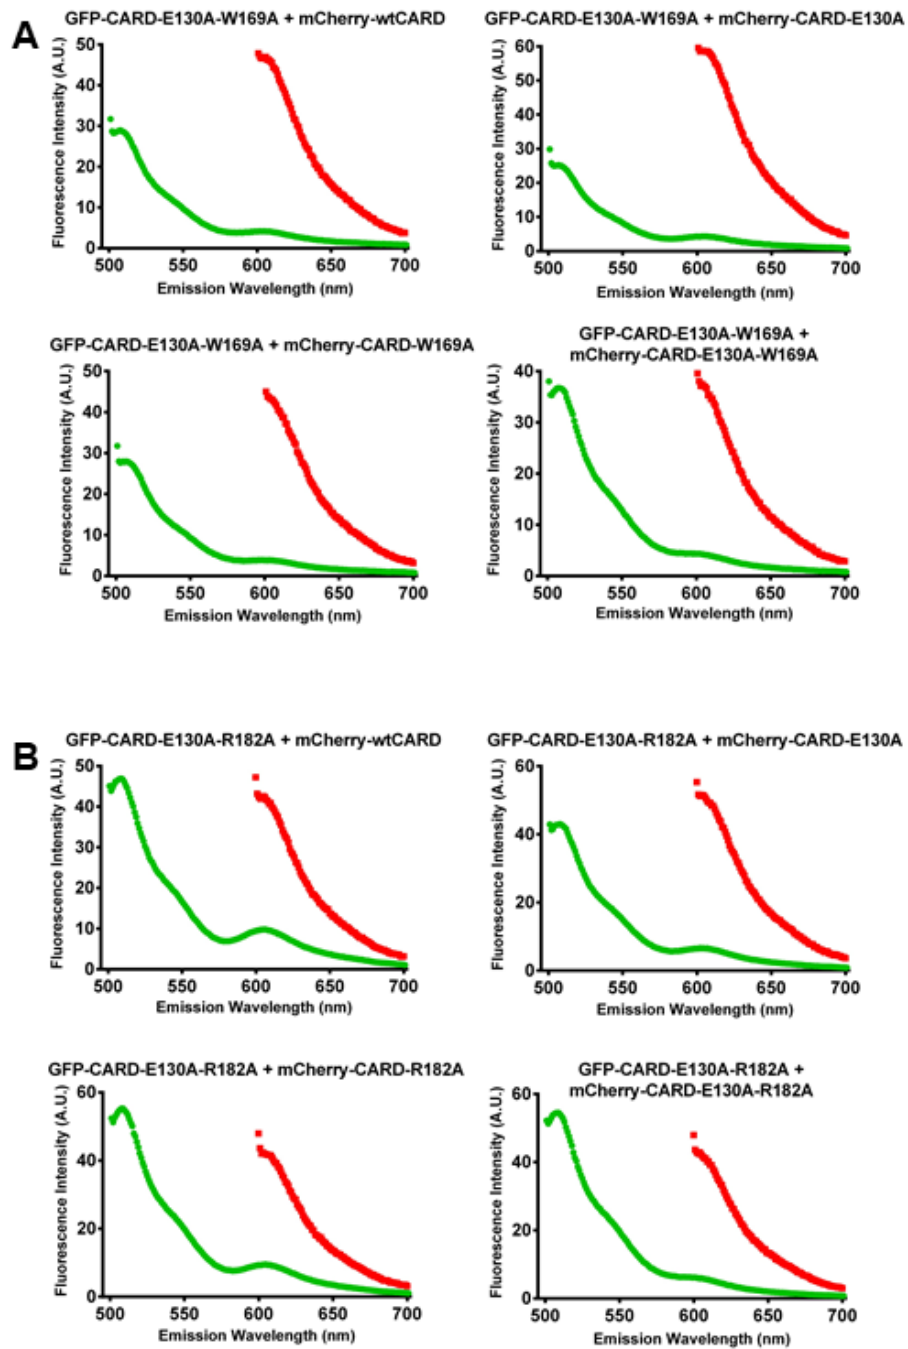 A
GFP-CARD-E130A-W169A + mCherry-wtCARD
Fluorescence Intensity (A.U.)
50
40
30
20
10
0
500 550 600 650 700
Emission Wavelength (nm)
GFP-CARD-E130A-W169A + mCherry-CARD-E130A
Fluorescence Intensity (A.U.)
60
50
40
30
20
10
0
500 550 600 650 700
Emission Wavelength (nm)
GFP-CARD-E130A-W169A + mCherry-CARD-W169A
Fluorescence Intensity (A.U.)
50
40
30
20
10
0
500 550 600 650 700
Emission Wavelength (nm)
GFP-CARD-E130A-W169A +
mCherry-CARD-E130A-W169A
Fluorescence Intensity (A.U.)
40
30
20
10
0
500 550 600 650 700
Emission Wavelength (nm)
B
GFP-CARD-E130A-R182A + mCherry-wtCARD
Fluorescence Intensity (A.U.)
50
40
30
20
10
0
500 550 600 650 700
Emission Wavelength (nm)
GFP-CARD-E130A-R182A + mCherry-CARD-E130A
Fluorescence Intensity (A.U.)
60
40
20
0
500 550 600 650 700
Emission Wavelength (nm)
GFP-CARD-E130A-R182A + mCherry-CARD-R182A
Fluorescence Intensity (A.U.)
60
40
20
0
500 550 600 650 700
Emission Wavelength (nm)
GFP-CARD-E130A-R182A +
mCherry-CARD-E130A-R182A
Fluorescence Intensity (A.U.)
60
40
20
0
500 550 600 650 700
Emission Wavelength (nm)